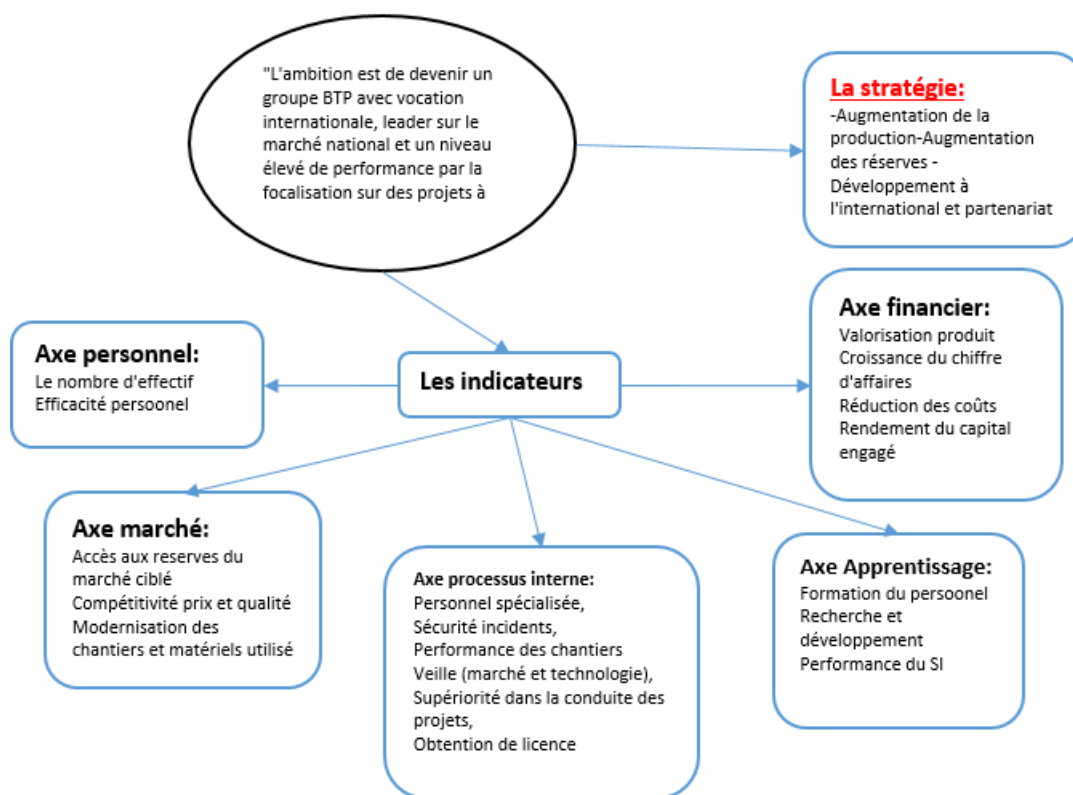 "L'ambition est de devenir un
groupe BTP avec vocation
internationale, leader sur le
marché national et un niveau
élevé de performance par la
focalisation sur des projets à
La stratégie:
-Augmentation de la
production-Augmentation
des réserves -
Développement à
l'international et partenariat
Axe financier:
Valorisation produit
Croissance du chiffre
d'affaires
Réduction des coûts
Rendement du capital
engagé
Axe personnel:
Le nombre d'effectif
Efficacité persoonel
Les indicateurs
Axe marché:
Accès aux reserves du
marché ciblé
Compétitivité prix et qualité
Modernisation des
chantiers et matériels utilisé
Axe processus interne:
Personnel spécialisée,
Sécurité incidents,
Performance des chantiers
Veille (marché et technologie),
Supériorité dans la conduite des
projets,
Obtention de licence
Axe Apprentissage:
Formation du persoonel
Recherche et
développement
Performance du SI